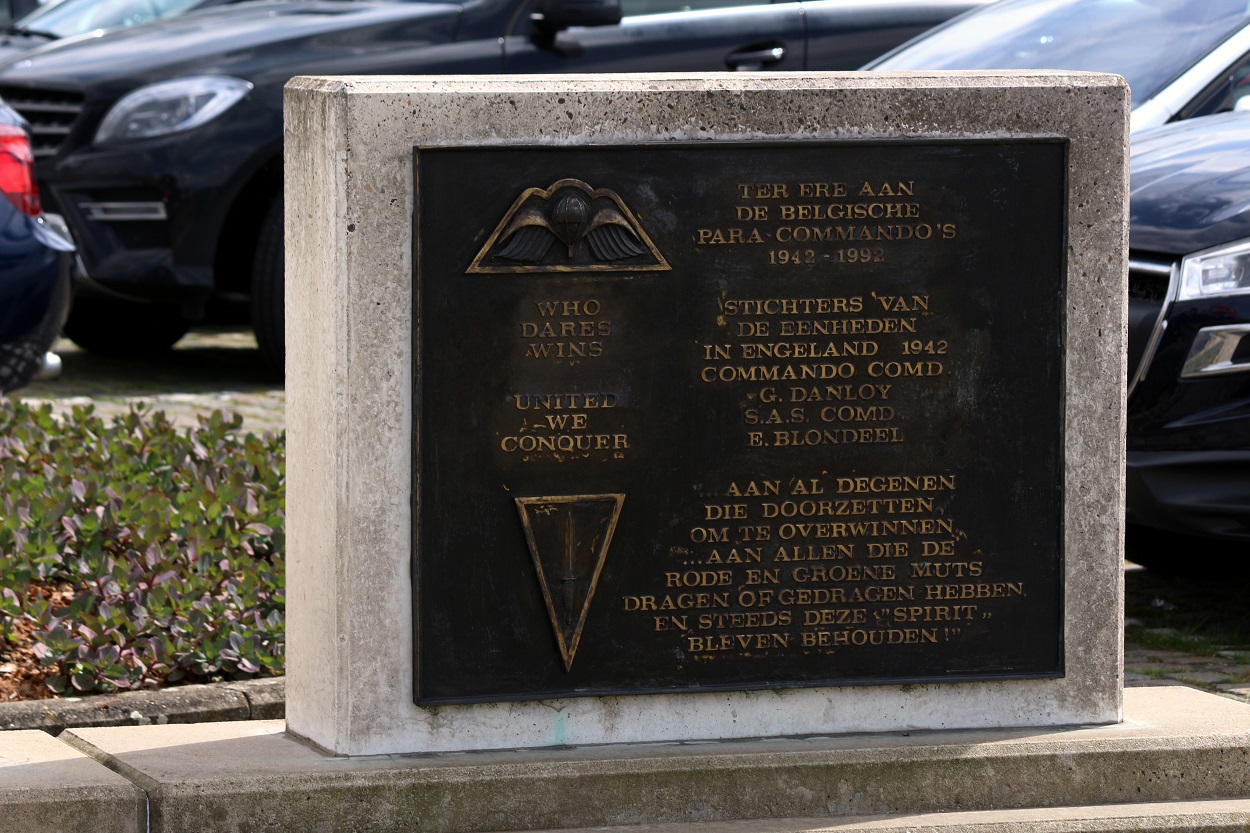 WHO
DARES
WINS
UNITED
WE
CONQUER
TER ERE AAN
DE BELGISCHE
PARA COMMANDO'S
1942 - 1992
STICHTERS VAN
DE EENHEDEN
IN ENGELAND 1942
COMMANDO COMD.
G. DANLOY
S.A.S. COMD.
E. BLONDEEL
...AAN AL DEGENEN
DIE DOORZETTEN,
OM TE OVERWINNEN,
...AAN ALLEN DIE DE
RODE EN GROENE MUTS
DRAGEN OF GEDRAGEN HEBBEN,
EN STEEDS DEZE "SPIRIT"
BLEVEN BEHOUDEN !"